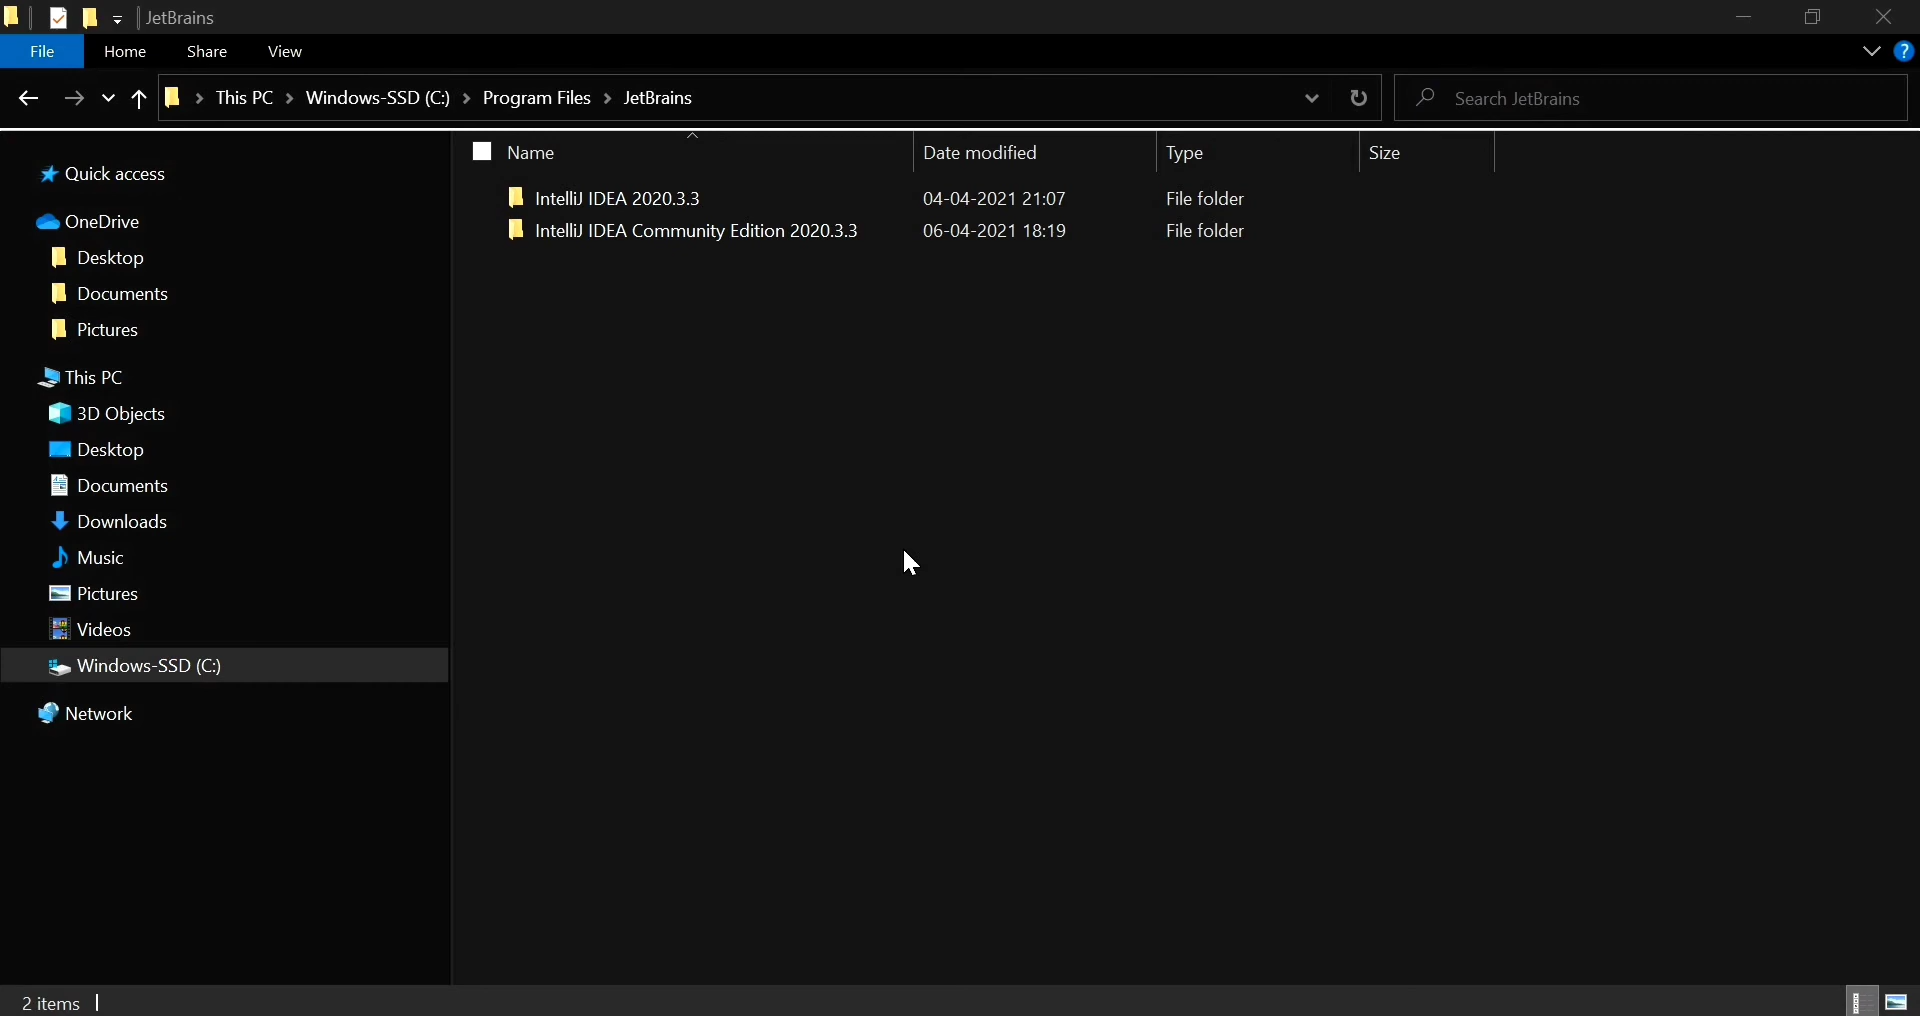 JetBrains
File Home Share View
?
This PC > Windows-SSD (C:) > Program Files > JetBrains
Search JetBrains
Quick access
OneDrive
Desktop
Documents
Pictures
This PC
3D Objects
Desktop
Documents
Downloads
Music
Pictures
Videos
Windows-SSD (C:)
Network
Name Date modified Type Size
IntelliJ IDEA 2020.3.3 04-04-2021 21:07 File folder
IntelliJ IDEA Community Edition 2020.3.3 06-04-2021 18:19 File folder
2 items